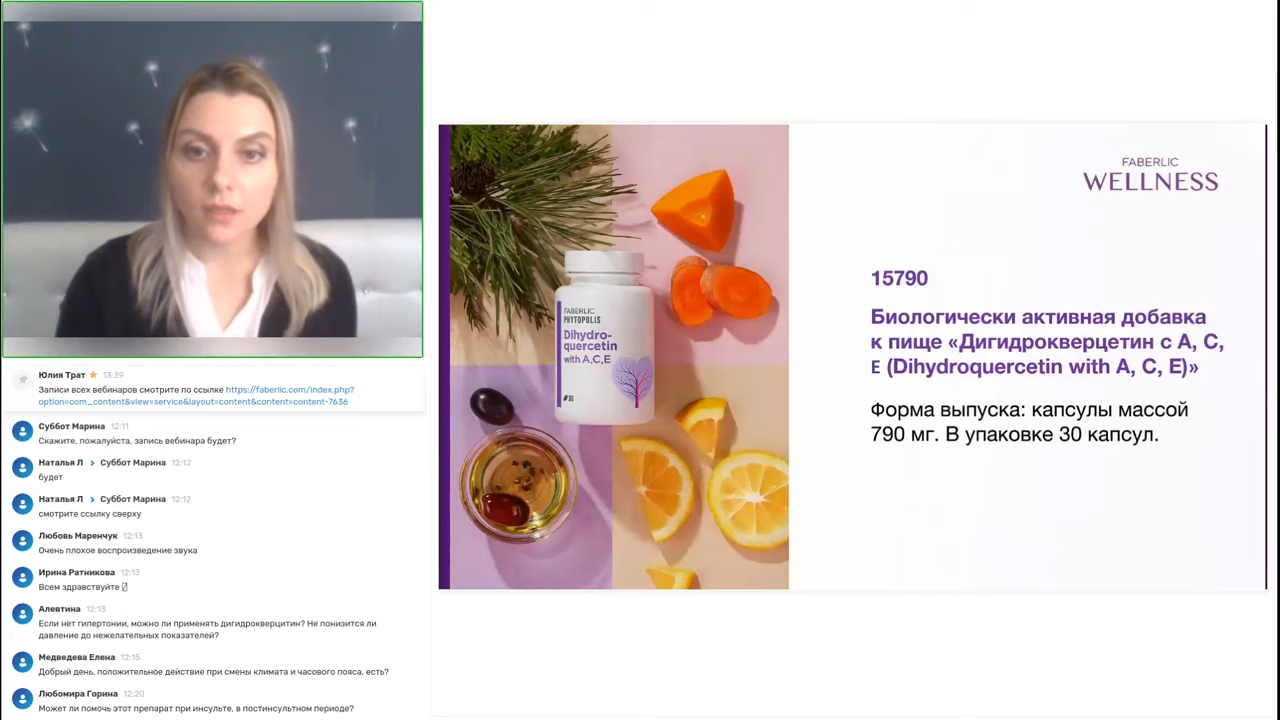 Юлия Трат 13:39
Записи всех вебинаров смотрите по ссылке https://faberlic.com/index.php?
option=com_content&view=service&layout=content&content=content-7636
Суббот Марина 12:11
Скажите, пожалуйста, запись вебинара будет?
Наталья Л > Суббот Марина 12:12
будет
Наталья Л > Суббот Марина 12:12
смотрите ссылку сверху
Любовь Маренчук 12:13
Очень плохое воспроизведение звука
Ирина Ратникова 12:13
Всем здравствуйте
Алевтина 12:13
Если нет гипертонии, можно ли применять дигидрокверцитин? Не понизится ли
давление до нежелательных показателей?
Медведева Елена 12:15
Добрый день, положительное действие при смены климата и часового пояса, есть?
Любомира Горина 12:20
Может ли помочь этот препарат при инсульте, в постинсультном периоде?
FABERLIC
PHYTOPOLIS
Dihydro-
quercetin
with A,C,E
#30
FABERLIC
WELLNESS
15790
Биологически активная добавка
к пище «Дигидрокверцетин с А, С,
Е (Dihydroquercetin with A, C, E)»
Форма выпуска: капсулы массой
790 мг. В упаковке 30 капсул.